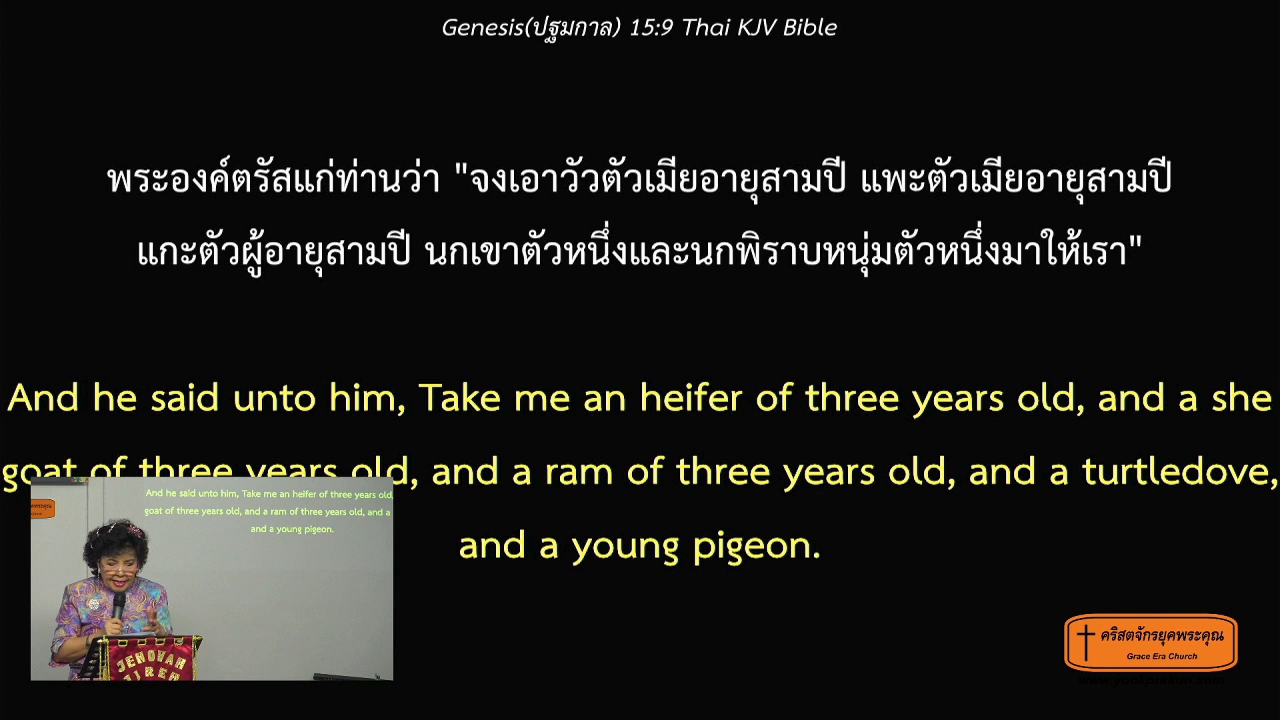 Genesis(ปฐมกาล) 15:9 Thai KJV Bible
พระองค์ตรัสแก่ท่านว่า "จงเอาวัวตัวเมียอายุสามปี แพะตัวเมียอายุสามปี
แกะตัวผู้อายุสามปี นกเขาตัวหนึ่งและนกพิราบหนุ่มตัวหนึ่งมาให้เรา"
And he said unto him, Take me an heifer of three years old, and a she
goat of three years old, and a ram of three years old, and a turtledove,
and a young pigeon.
And he said unto him, Take me an heifer of three years old,
goat of three years old, and a ram of three years old, and a
and a young pigeon.
JEHOVAH
JIREH
คริสตจักรยุคพระคุณ
Grace Era Church